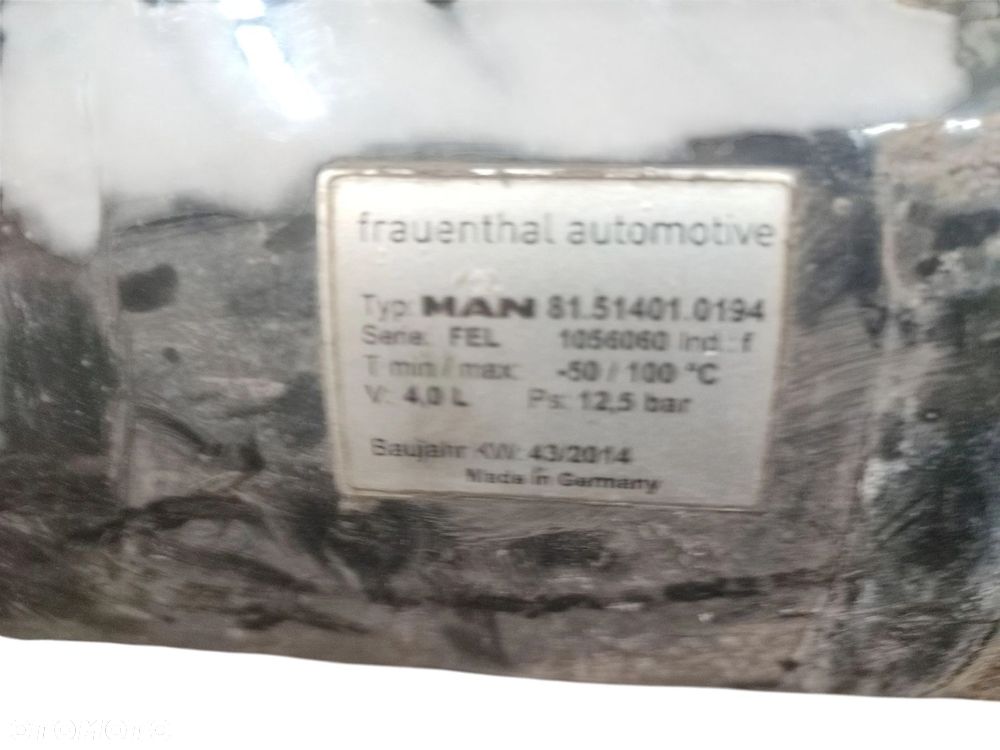 frauenthal automotive
Typ: MAN 81.51401.0194
Serie: FEL 1056060 Ind.: f
T min / max: -50 / 100 °C
V: 4,0 L Ps: 12,5 bar
Baujahr KW: 43/2014
Made in Germany
OTOMOTO